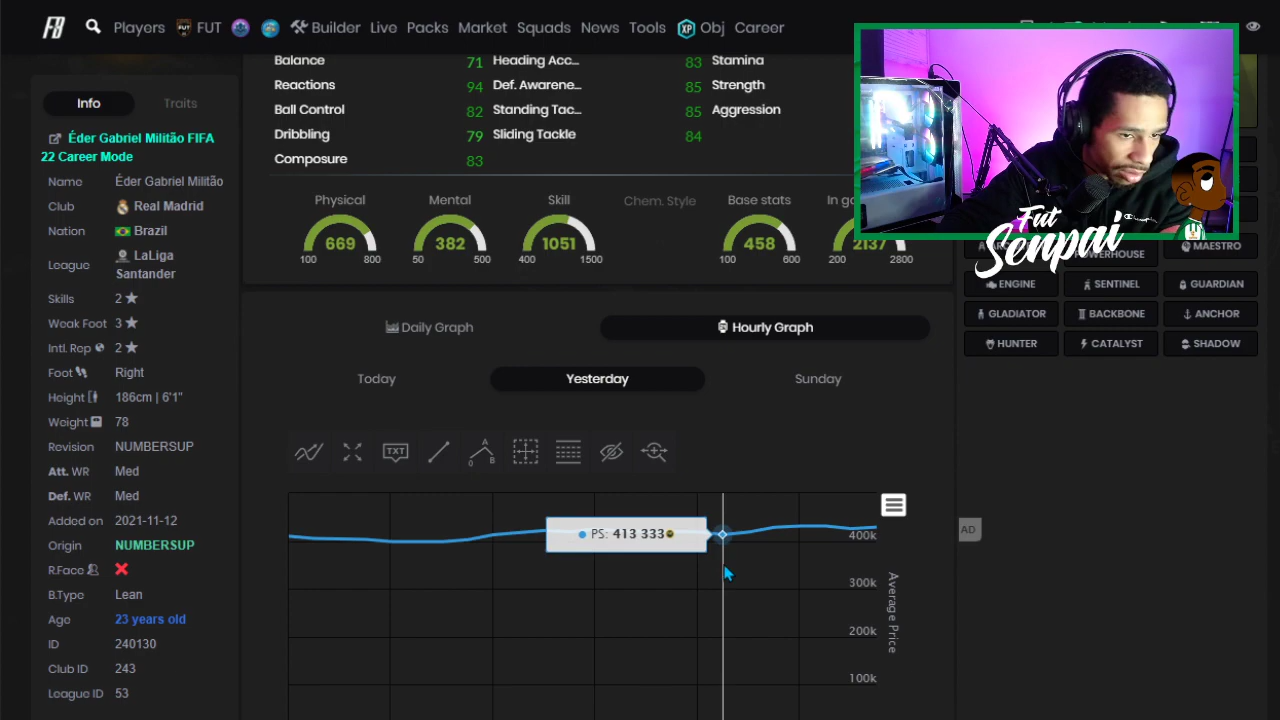 FB Players FUT Builder Live Packs Market Squads News Tools XP Obj Career
Info Traits
Éder Gabriel Militão FIFA
22 Career Mode
Name Éder Gabriel Militão
Club Real Madrid
Nation Brazil
League LaLiga
Santander
Skills 2 ★
Weak Foot 3 ★
Intl. Rep 2 ★
Foot Right
Height 186cm | 6'1"
Weight 78
Revision NUMBERSUP
Att. WR Med
Def. WR Med
Added on 2021-11-12
Origin NUMBERSUP
R.Face
B.Type Lean
Age 23 years old
ID 240130
Club ID 243
League ID 53
Balance 71 Heading Acc... 83 Stamina
Reactions 94 Def. Awarene... 85 Strength
Ball Control 82 Standing Tac... 85 Aggression
Dribbling 79 Sliding Tackle 84
Composure 83
Physical Mental Skill Chem. Style Base stats
669 382 1051 458 2137
100 800 50 500 400 1500 100 600 200 2800
Daily Graph Hourly Graph
Today Yesterday Sunday
TXT A
0 B
PS: 413 333
400k
300k
200k
100k
Average Price
Fut
Senpai
Champion
POWERHOUSE MAESTRO
ENGINE SENTINEL GUARDIAN
GLADIATOR BACKBONE ANCHOR
HUNTER CATALYST SHADOW
AD